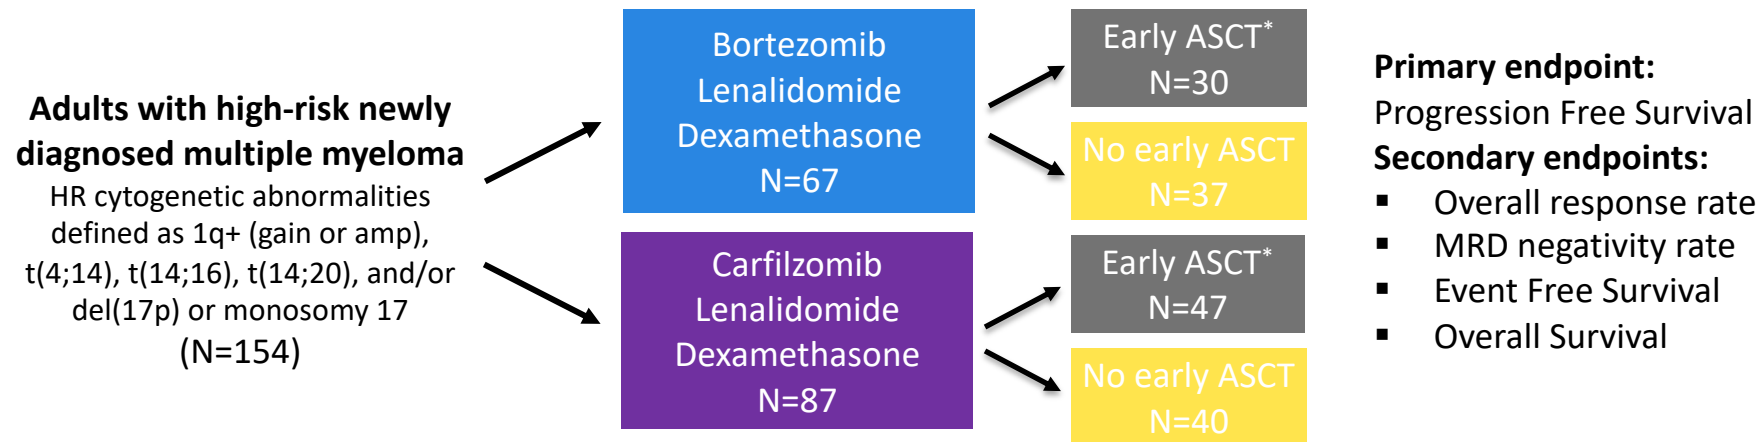 Adults with high-risk newly
diagnosed multiple myeloma
HR cytogenetic abnormalities
defined as 1q+ (gain or amp),
t(4;14), t(14;16), t(14;20), and/or
del(17p) or monosomy 17
(N=154)
Bortezomib
Lenalidomide
Dexamethasone
N=67
Carfilzomib
Lenalidomide
Dexamethasone
N=87
Early ASCT*
N=30
No early ASCT
N=37
Early ASCT*
N=47
No early ASCT
N=40
Primary endpoint:
Progression Free Survival
Secondary endpoints:
▪ Overall response rate
▪ MRD negativity rate
▪ Event Free Survival
▪ Overall Survival